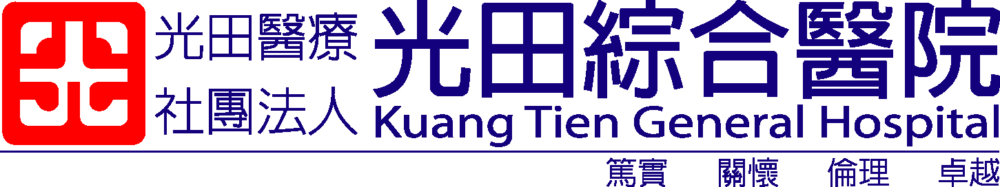 光田醫療
社團法人
光田綜合醫院
Kuang Tien General Hospital
篤實 關懷 倫理 卓越